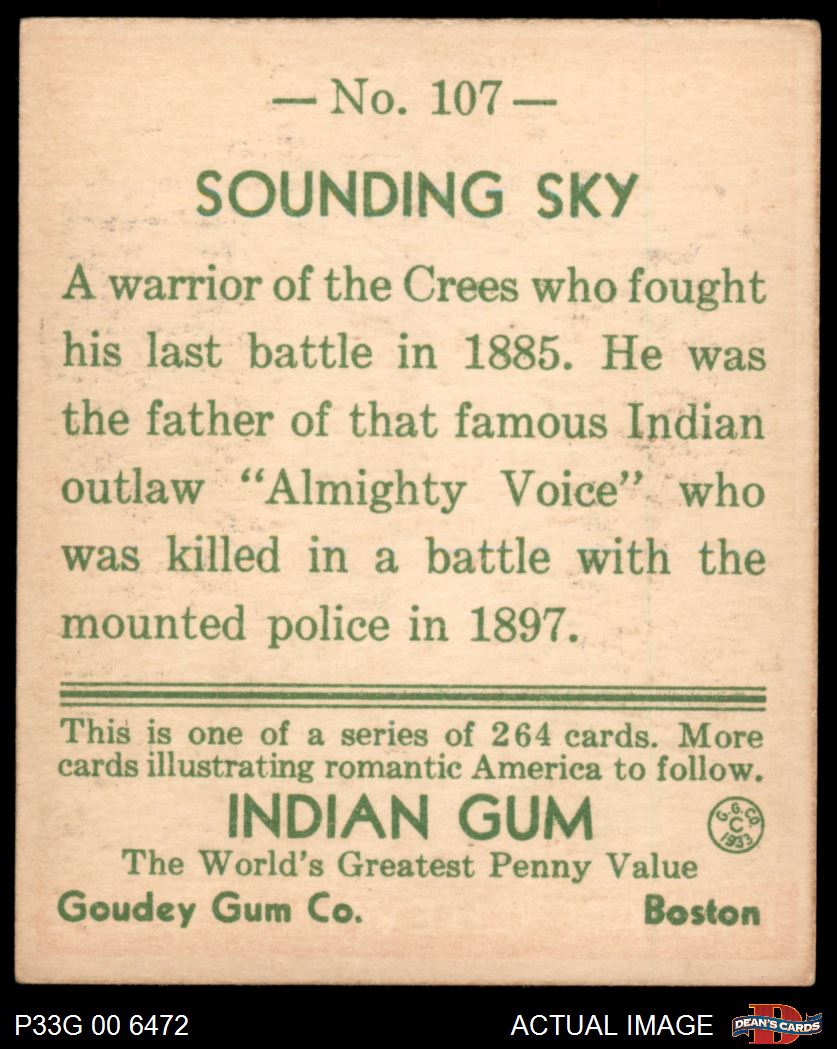 — No. 107 —
SOUNDING SKY
A warrior of the Crees who fought
his last battle in 1885. He was
the father of that famous Indian
outlaw “Almighty Voice” who
was killed in a battle with the
mounted police in 1897.
This is one of a series of 264 cards. More
cards illustrating romantic America to follow.
INDIAN GUM
G.G.CO.
C
1933
The World's Greatest Penny Value
Goudey Gum Co. Boston
P33G 00 6472 ACTUAL IMAGE
D
DEAN'S CARDS